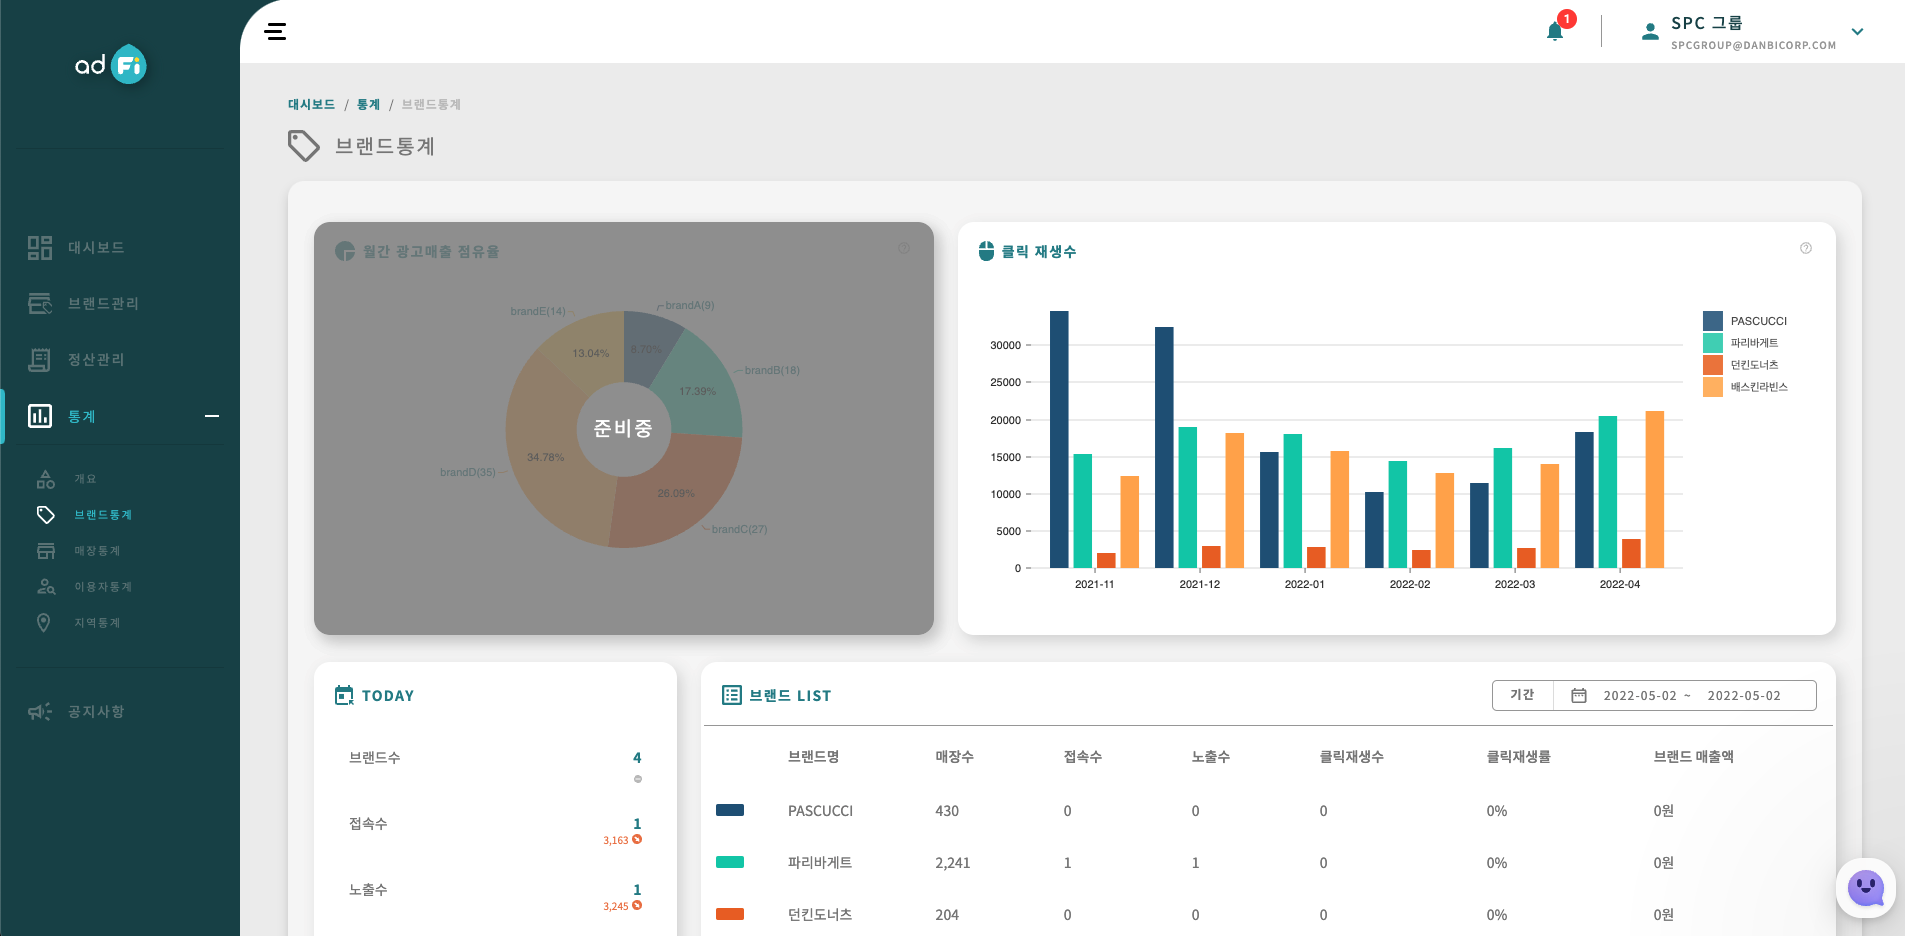 ad Fi
대시보드
브랜드관리
정산관리
통계
개요
브랜드통계
매장통계
이용자통계
지역통계
공지사항
1
SPC 그룹
SPCGROUP@DANBICORP.COM
대시보드 / 통계 / 브랜드통계
브랜드통계
월간 광고매출 점유율
brandE(14)
brandA(9)
13.04%
8.70%
brandB(18)
17.39%
준비중
34.78%
brandD(35)
26.09%
brandC(27)
클릭 재생수
30000
25000
20000
15000
10000
5000
0
2021-11
2021-12
2022-01
2022-02
2022-03
2022-04
PASCUCCI
파리바게트
던킨도너츠
배스킨라빈스
TODAY
브랜드수 4
접속수 1
3,163
노출수 1
3,245
브랜드 LIST
기간 2022-05-02 ~ 2022-05-02
브랜드명 매장수 접속수 노출수 클릭재생수 클릭재생률 브랜드 매출액
PASCUCCI 430 0 0 0 0% 0원
파리바게트 2,241 1 1 0 0% 0원
던킨도너츠 204 0 0 0 0% 0원